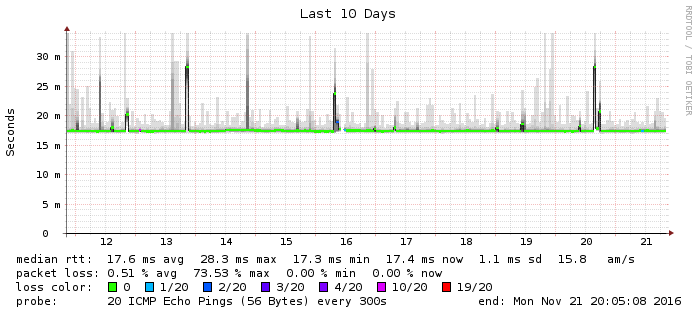 Last 10 Days
RRDTOOL / TOBI OETIKER
Seconds
30 m
25 m
20 m
15 m
10 m
5 m
0
12 13 14 15 16 17 18 19 20 21
median rtt: 17.6 ms avg 28.3 ms max 17.3 ms min 17.4 ms now 1.1 ms sd 15.8 am/s
packet loss: 0.51 % avg 73.53 % max 0.00 % min 0.00 % now
loss color: 0 1/20 2/20 3/20 4/20 10/20 19/20
probe: 20 ICMP Echo Pings (56 Bytes) every 300s end: Mon Nov 21 20:05:08 2016